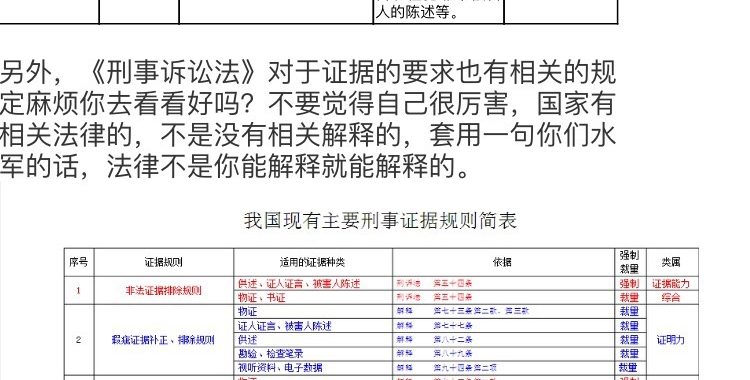 人的陈述等。
另外，《刑事诉讼法》对于证据的要求也有相关的规
定麻烦你去看看好吗？不要觉得自己很厉害，国家有
相关法律的，不是没有相关解释的，套用一句你们水
军的话，法律不是你能解释就能解释的。
我国现有主要刑事证据规则简表
序号 证据规则 适用的证据种类 依据 强制裁量 类属
1 非法证据排除规则 供述、证人证言、被害人陈述 刑诉法 第五十四条 强制 证据能力
物证、书证 刑诉法 第五十四条 裁量 综合
2 瑕疵证据补正、排除规则 物证 解释 第七十三条第二款、第三款 裁量 证明力
证人证言、被害人陈述 解释 第七十七条 裁量
供述 解释 第八十二条 裁量
勘验、检查笔录 解释 第八十九条 裁量
视听资料、电子数据 解释 第九十四条第二项 裁量